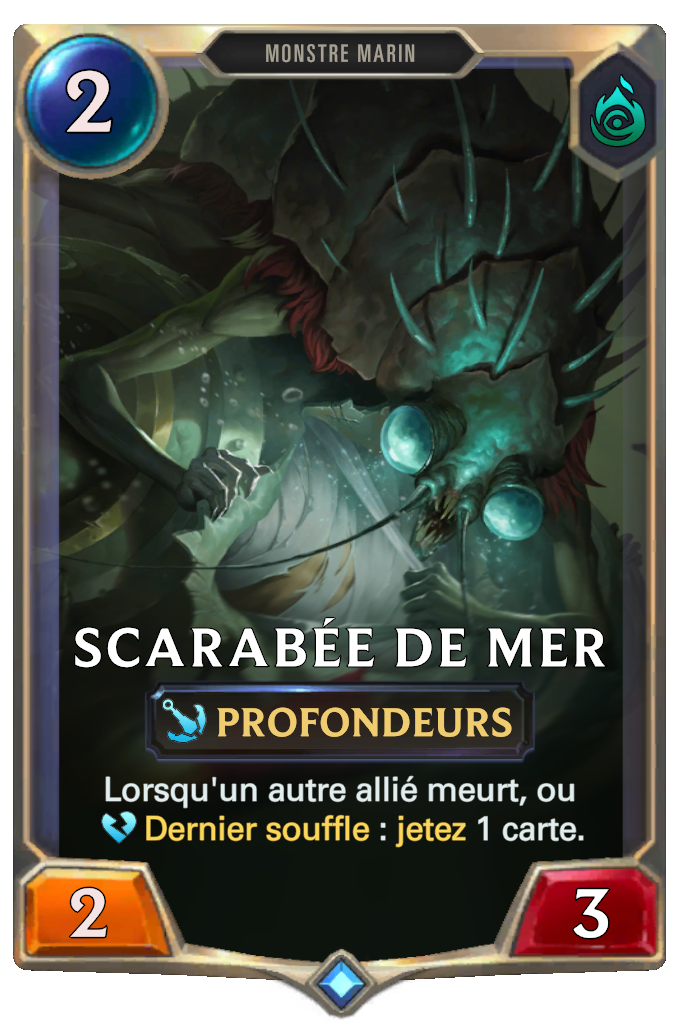 MONSTRE MARIN
2
SCARABÉE DE MER
PROFONDEURS
Lorsqu'un autre allié meurt, ou
Dernier souffle : jetez 1 carte.
2
3